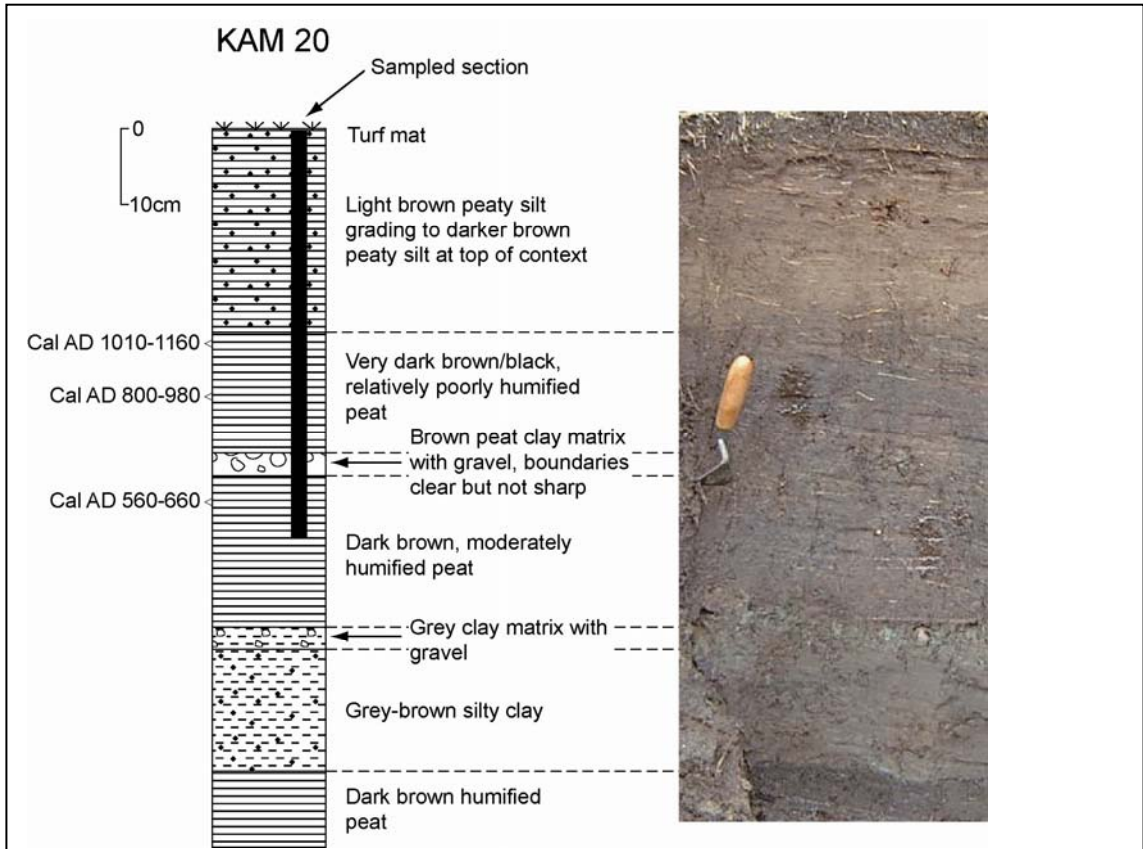 KAM 20
Sampled section
0
10cm
Turf mat
Light brown peaty silt
grading to darker brown
peaty silt at top of context
Cal AD 1010-1160
Cal AD 800-980
Very dark brown/black,
relatively poorly humified
peat
Brown peat clay matrix
with gravel, boundaries
clear but not sharp
Cal AD 560-660
Dark brown, moderately
humified peat
Grey clay matrix with
gravel
Grey-brown silty clay
Dark brown humified
peat